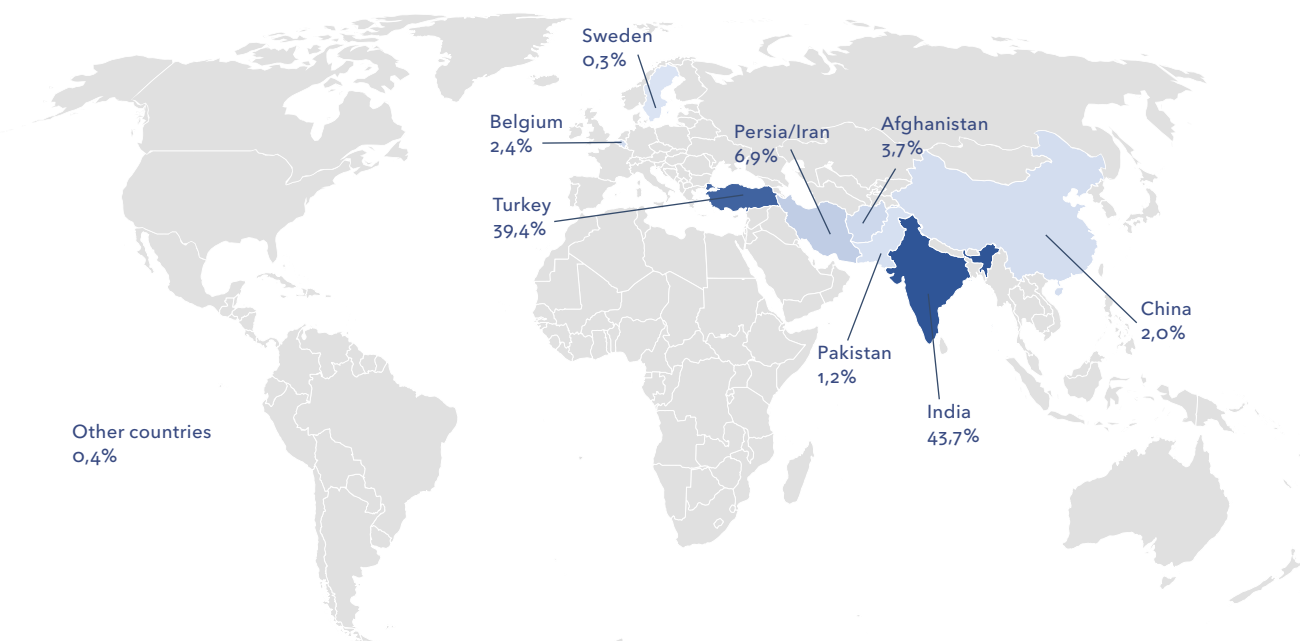 Sweden
0,3%
Belgium
2,4%
Persia/Iran
6,9%
Afghanistan
3,7%
Turkey
39,4%
China
2,0%
Pakistan
1,2%
India
43,7%
Other countries
0,4%